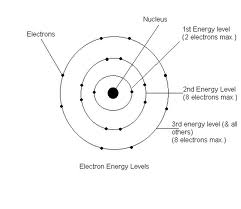 Nucleus
Electrons
1st Energy level
(2 electrons max.)
2nd Energy Level
(8 electrons max.)
3rd energy level (& all
others)
(8 electrons max.)
Electron Energy Levels